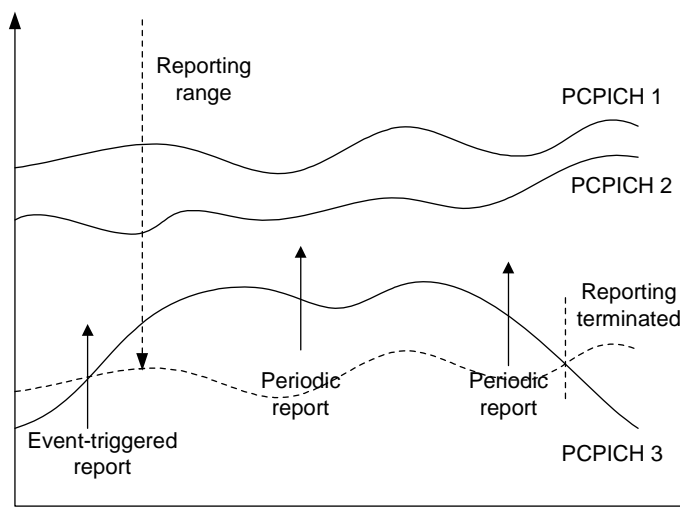 Reporting
range
PCPICH 1
PCPICH 2
Reporting
terminated
Periodic
report
Periodic
report
Event-triggered
report
PCPICH 3